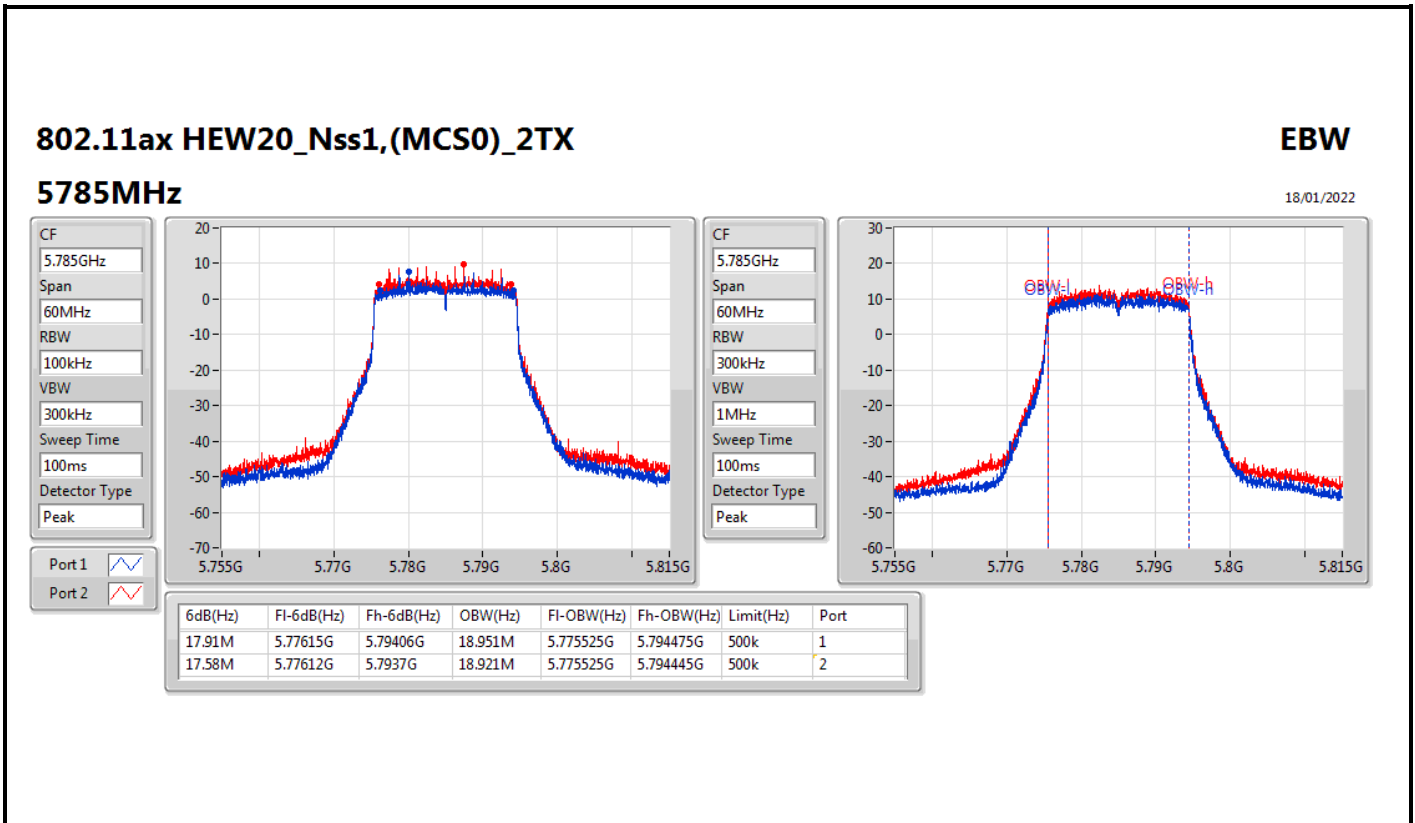 802.11ax HEW20_Nss1,(MCS0)_2TX
EBW
5785MHz
18/01/2022
CF
5.785GHz
Span
60MHz
RBW
100kHz
VBW
300kHz
Sweep Time
100ms
Detector Type
Peak
20
10
0
-10
-20
-30
-40
-50
-60
-70
5.755G 5.77G 5.78G 5.79G 5.8G 5.815G
Port 1
Port 2
CF
5.785GHz
Span
60MHz
RBW
300kHz
VBW
1MHz
Sweep Time
100ms
Detector Type
Peak
30
20
10
0
-10
-20
-30
-40
-50
-60
OBW-l OBW-h
OBW-l OBW-h
5.755G 5.77G 5.78G 5.79G 5.8G 5.815G
6dB(Hz) Fl-6dB(Hz) Fh-6dB(Hz) OBW(Hz) Fl-OBW(Hz) Fh-OBW(Hz) Limit(Hz) Port
17.91M 5.77615G 5.79406G 18.951M 5.775525G 5.794475G 500k 1
17.58M 5.77612G 5.7937G 18.921M 5.775525G 5.794445G 500k 2